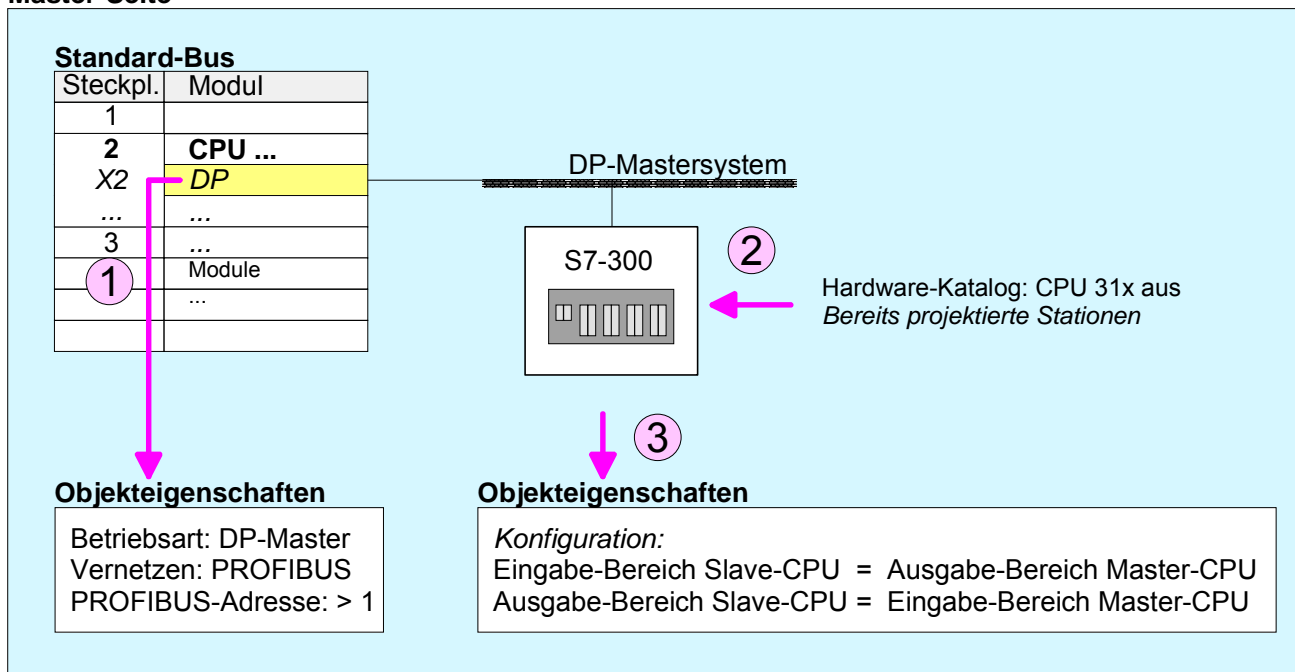 Master-Seite
Standard-Bus
Steckpl. Modul
1
2 CPU ...
X2 DP
... ...
3 ...
Module
...
DP-Mastersystem
S7-300
1
2
3
Hardware-Katalog: CPU 31x aus
Bereits projektierte Stationen
Objekteigenschaften
Betriebsart: DP-Master
Vernetzen: PROFIBUS
PROFIBUS-Adresse: > 1
Objekteigenschaften
Konfiguration:
Eingabe-Bereich Slave-CPU = Ausgabe-Bereich Master-CPU
Ausgabe-Bereich Slave-CPU = Eingabe-Bereich Master-CPU